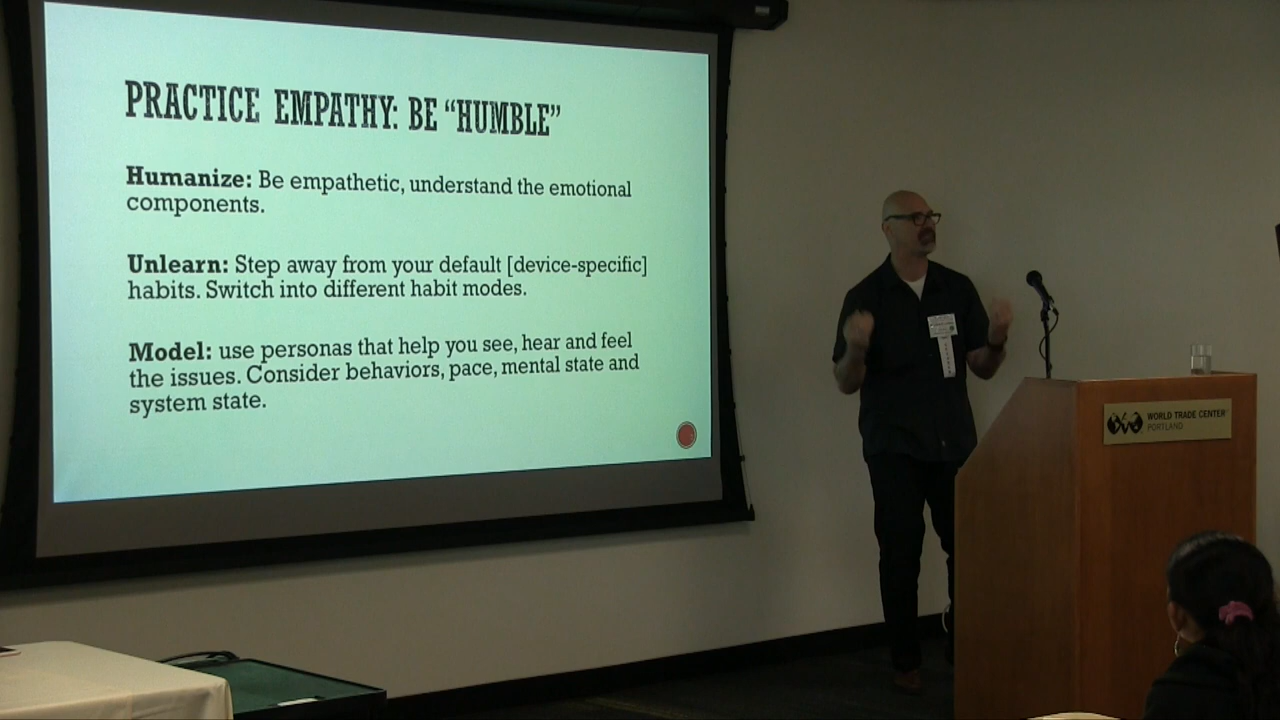 PRACTICE EMPATHY: BE “HUMBLE”
Humanize: Be empathetic, understand the emotional
components.
Unlearn: Step away from your default [device-specific]
habits. Switch into different habit modes.
Model: use personas that help you see, hear and feel
the issues. Consider behaviors, pace, mental state and
system state.
WORLD TRADE CENTER
PORTLAND